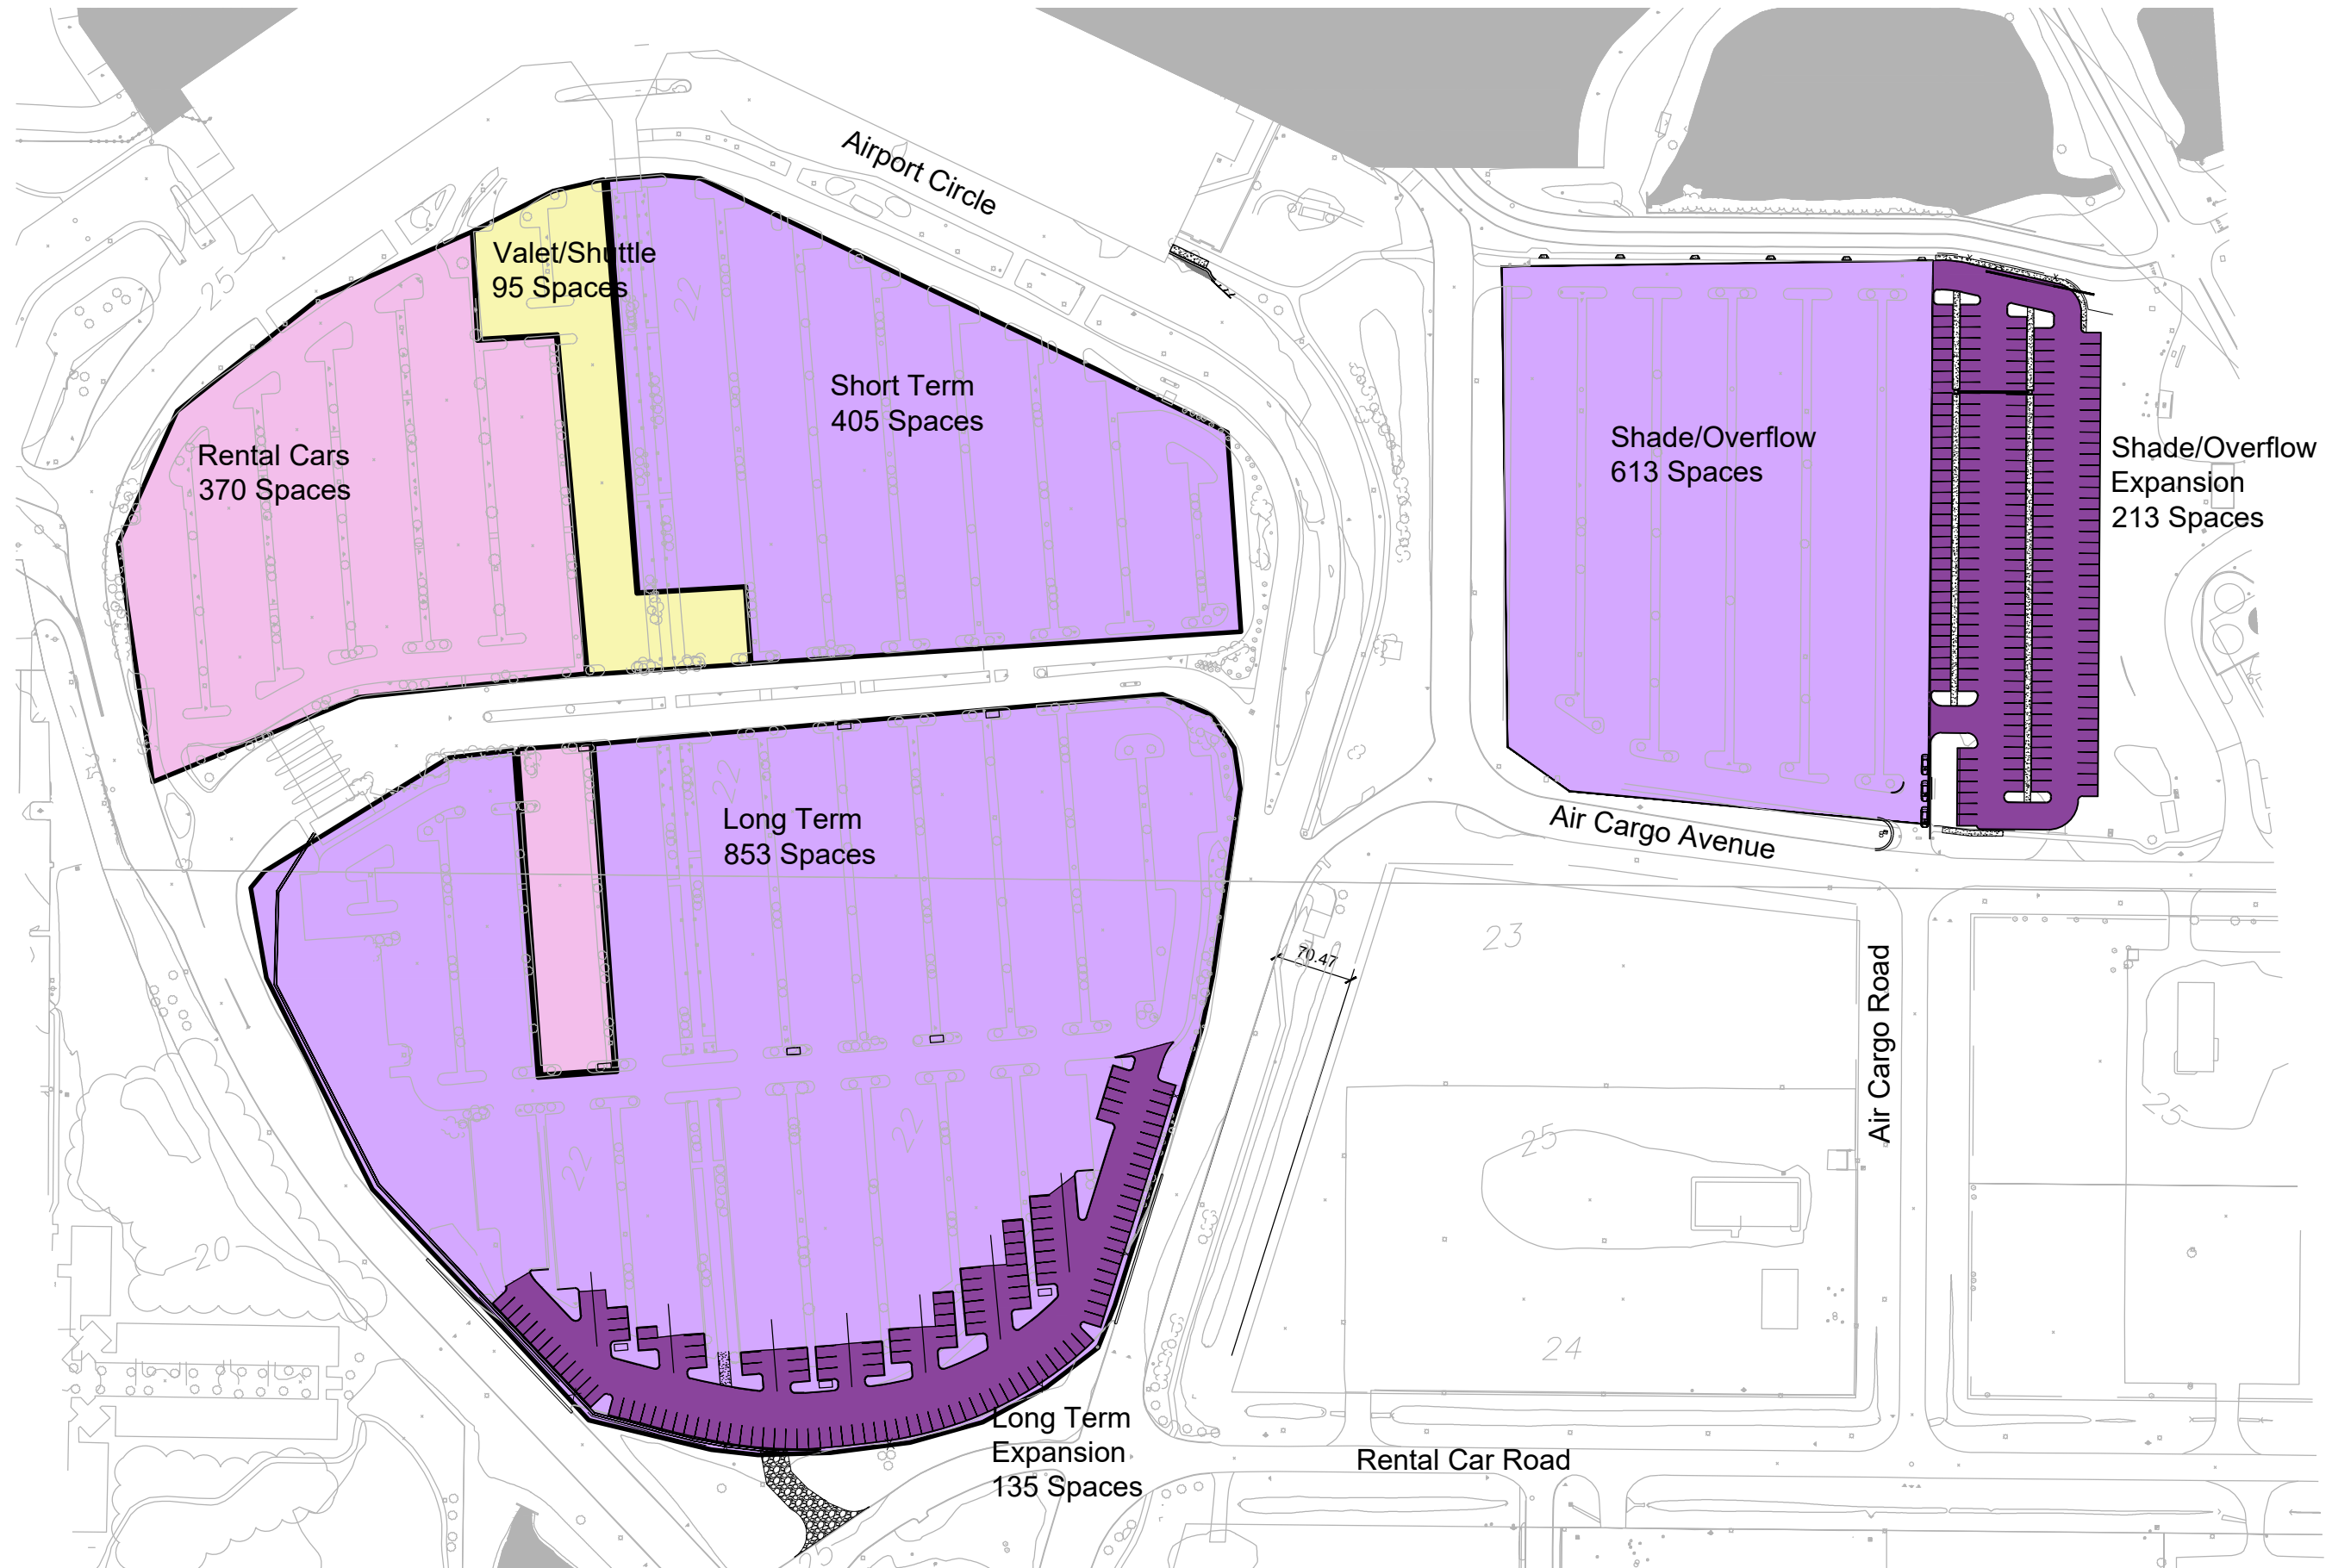 Airport Circle
Valet/Shuttle
95 Spaces
25
22
Short Term
405 Spaces
Rental Cars
370 Spaces
Shade/Overflow
613 Spaces
Shade/Overflow
Expansion
213 Spaces
22
Long Term
853 Spaces
Air Cargo Avenue
70.47
23
Air Cargo Road
25
25
22
22
20
24
Long Term
Expansion
135 Spaces
Rental Car Road